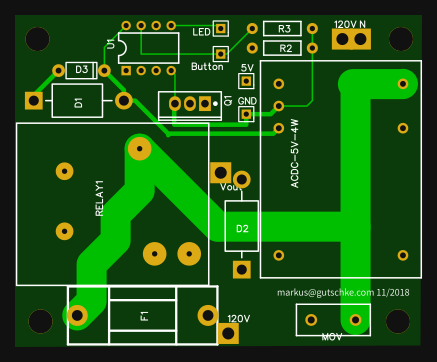 120V N
LED
R3
U1
R2
Button
5V
D3
D1
Q1
GND
ACDC-5V-4W
Vout
RELAY1
D2
markus@gutschke.com 11/2018
F1
120V
MOV